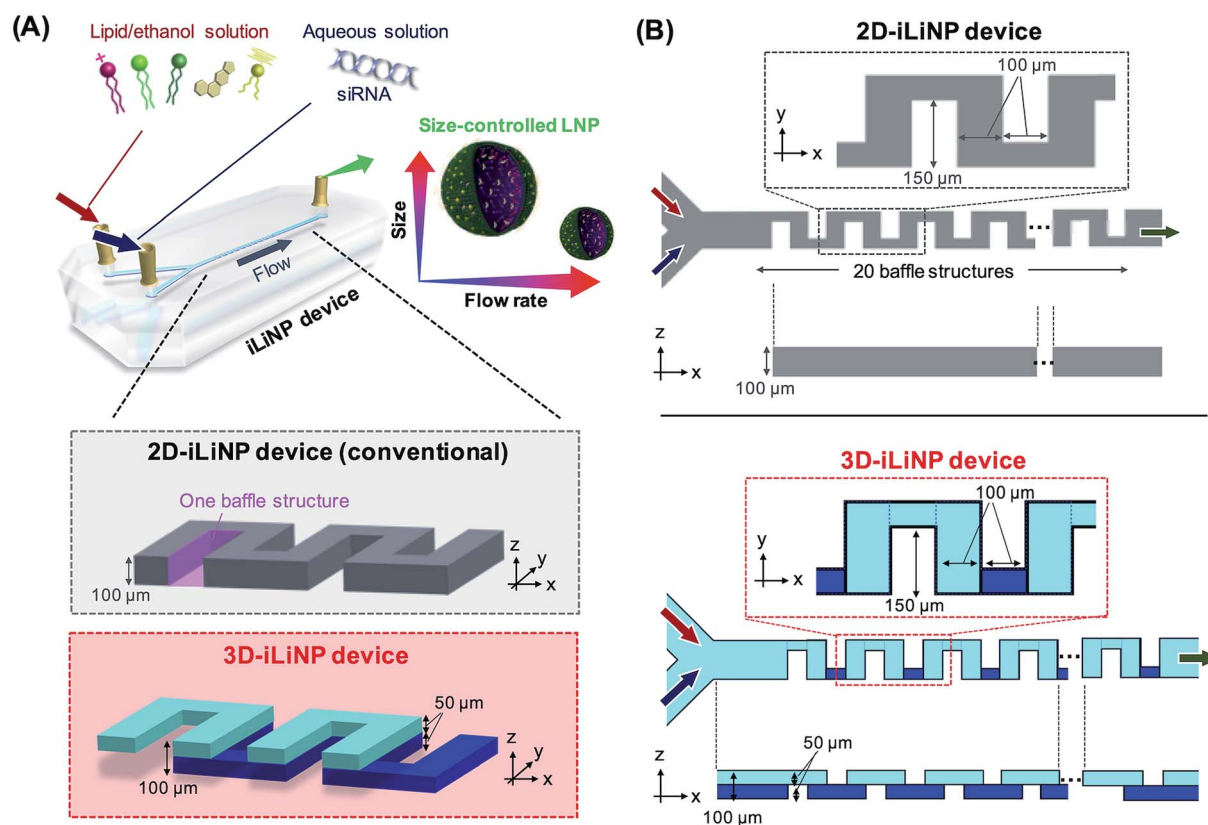 (A)
Lipid/ethanol solution
Aqueous solution
+
siRNA
Size-controlled LNP
Size
Flow rate
Flow
iLiNP device
2D-iLiNP device (conventional)
One baffle structure
100 µm
z
y
x
3D-iLiNP device
50 µm
100 µm
z
y
x
(B)
2D-iLiNP device
100 µm
y
x
150 µm
20 baffle structures
z
x
100 µm
3D-iLiNP device
100 µm
y
x
150 µm
50 µm
z
x
100 µm